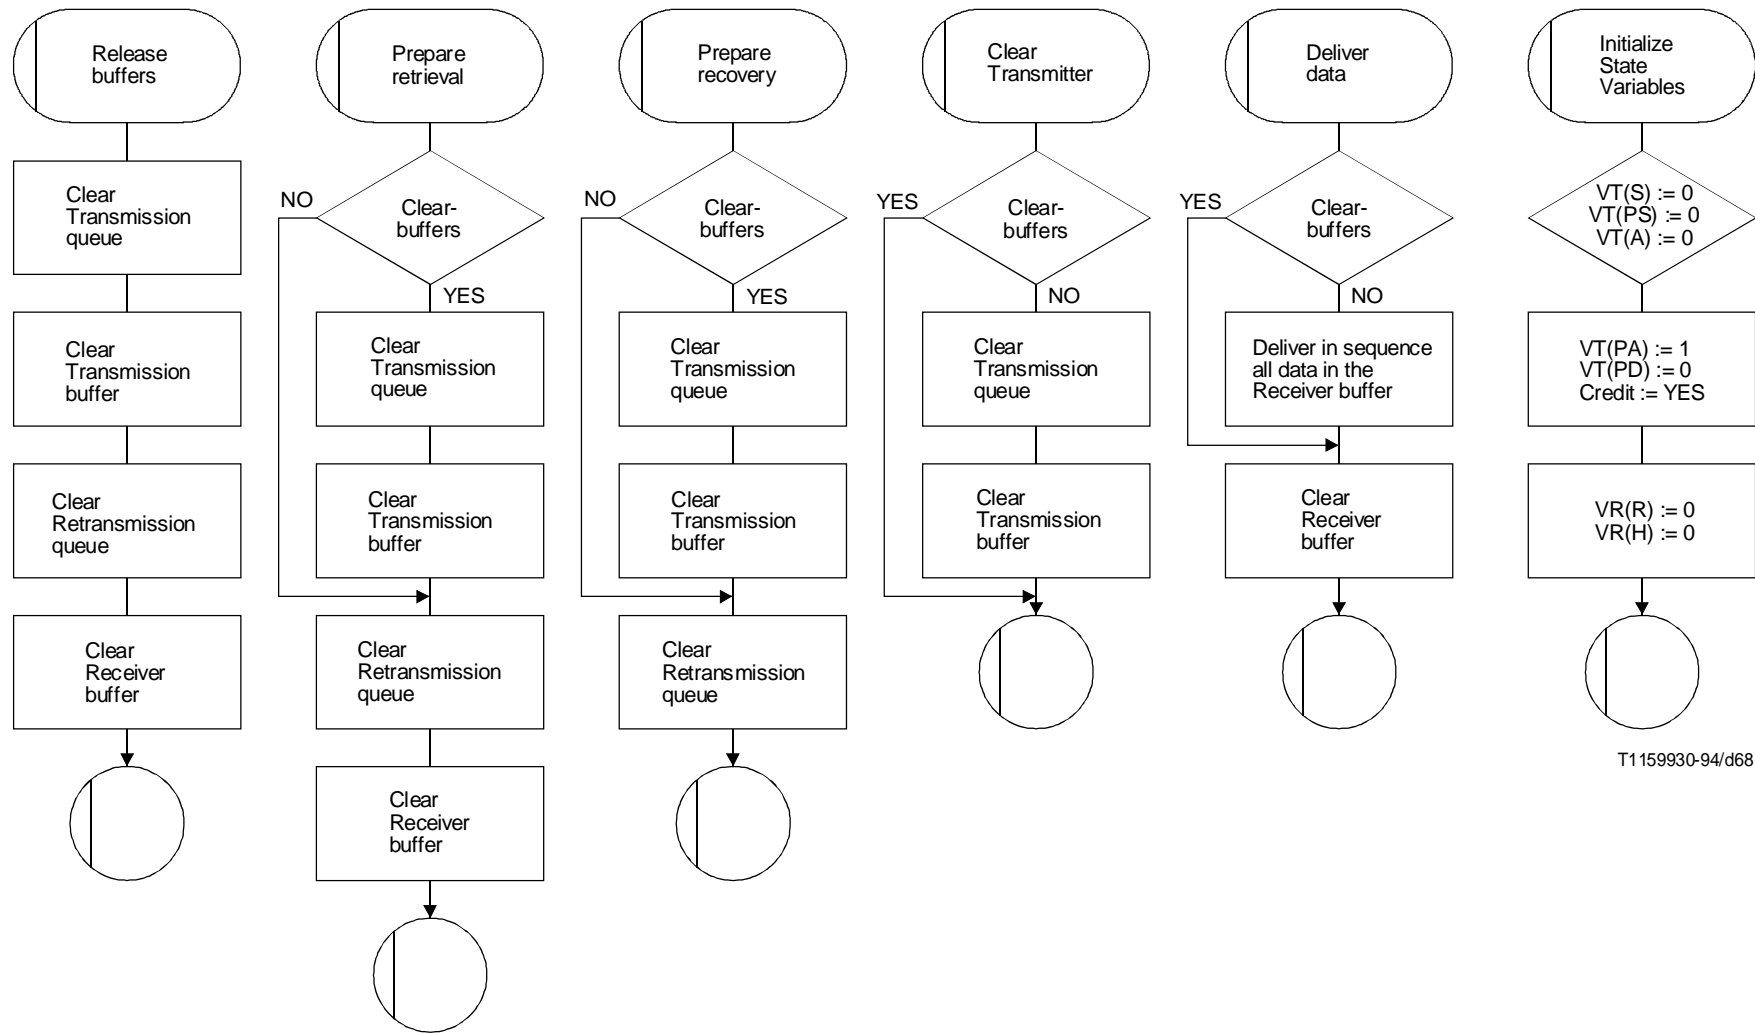 Release
buffers
Clear
Transmission
queue
Clear
Transmission
buffer
Clear
Retransmission
queue
Clear
Receiver
buffer
Prepare
retrieval
Clear-
buffers
NO
YES
Clear
Transmission
queue
Clear
Transmission
buffer
Clear
Retransmission
queue
Clear
Receiver
buffer
Prepare
recovery
Clear-
buffers
NO
YES
Clear
Transmission
queue
Clear
Transmission
buffer
Clear
Retransmission
queue
Clear
Transmitter
Clear-
buffers
YES
NO
Clear
Transmission
queue
Clear
Transmission
buffer
Deliver
data
Clear-
buffers
YES
NO
Deliver in sequence
all data in the
Receiver buffer
Clear
Receiver
buffer
Initialize
State
Variables
VT(S) := 0
VT(PS) := 0
VT(A) := 0
VT(PA) := 1
VT(PD) := 0
Credit := YES
VR(R) := 0
VR(H) := 0
T1159930-94/d68